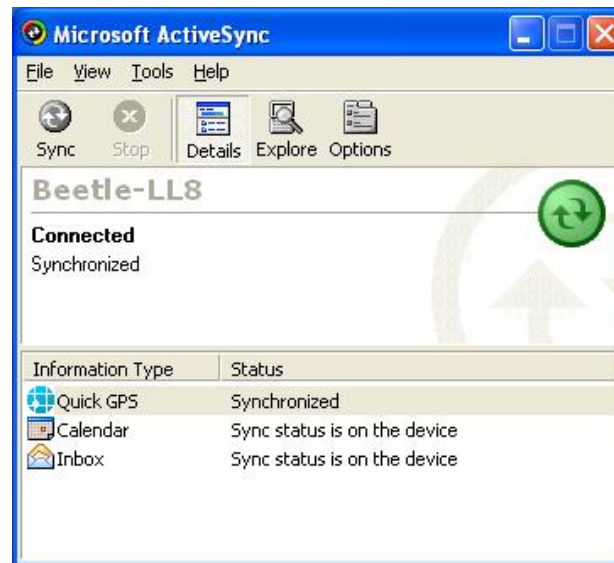 Microsoft ActiveSync
File View Tools Help
Sync Stop Details Explore Options
Beetle-LL8
Connected
Synchronized
Information Type Status
Quick GPS Synchronized
Calendar Sync status is on the device
Inbox Sync status is on the device